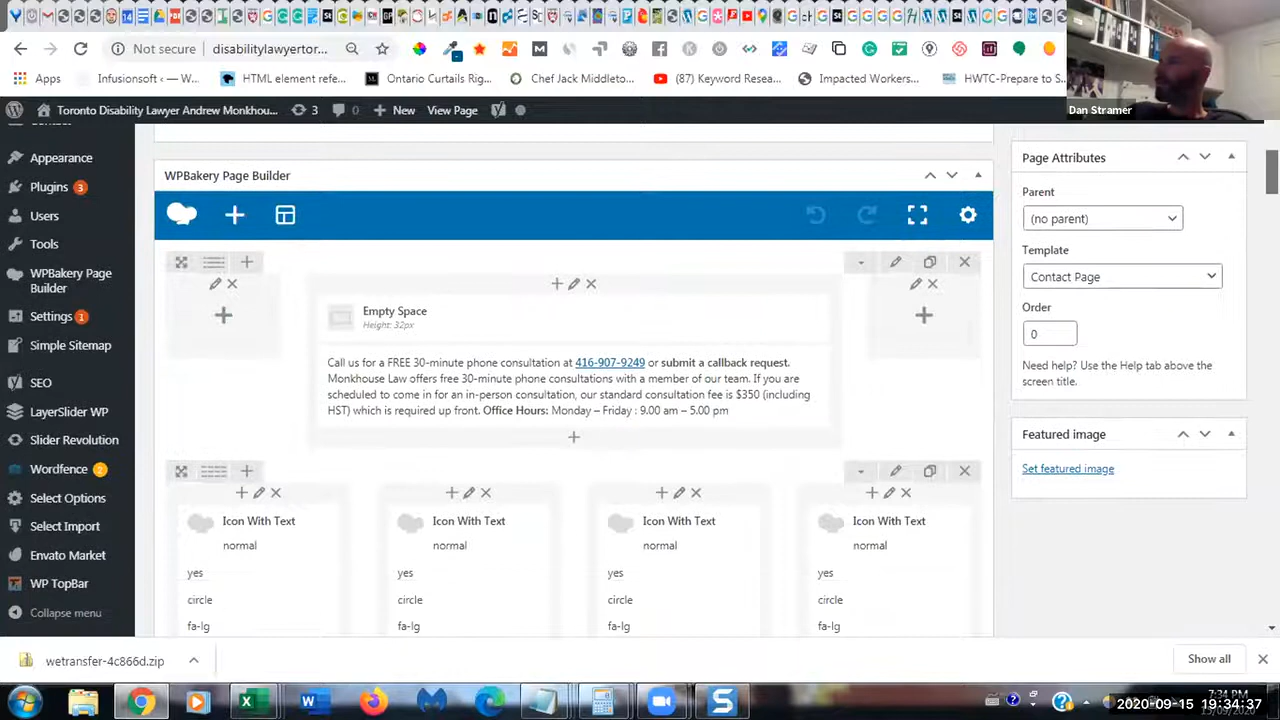 Not secure
disabilitylawyertor...
Apps
Infusionsoft ‹ — W...
HTML element refe...
Ontario Curtails Rig...
Chef Jack Middleto...
(87) Keyword Resea...
Impacted Workers...
HWTC-Prepare to S...
Dan Stramer
Toronto Disability Lawyer Andrew Monkhou...
3
0
New
View Page
Appearance
Plugins 3
Users
Tools
WPBakery Page
Builder
Settings 1
Simple Sitemap
SEO
LayerSlider WP
Slider Revolution
Wordfence 2
Select Options
Select Import
Envato Market
WP TopBar
Collapse menu
WPBakery Page Builder
Empty Space
Height: 32px
Call us for a FREE 30-minute phone consultation at 416-907-9249 or submit a callback request.
Monkhouse Law offers free 30-minute phone consultations with a member of our team. If you are
scheduled to come in for an in-person consultation, our standard consultation fee is $350 (including
HST) which is required up front. Office Hours: Monday – Friday : 9.00 am – 5.00 pm
Icon With Text Icon With Text Icon With Text Icon With Text
normal normal normal normal
yes yes yes yes
circle circle circle circle
fa-lg fa-lg fa-lg fa-lg
Page Attributes
Parent
(no parent)
Template
Contact Page
Order
0
Need help? Use the Help tab above the
screen title.
Featured image
Set featured image
wetransfer-4c866d.zip
Show all
7:34 PM
2020-09-15 19:34:37